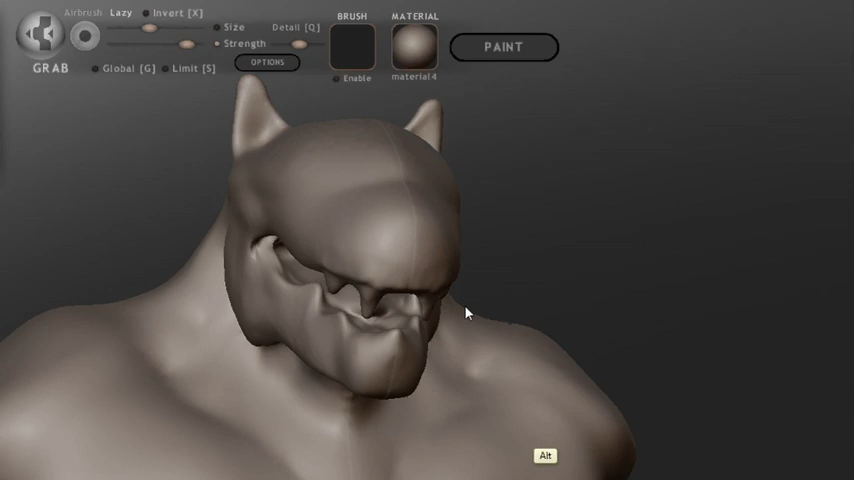 Airbrush Lazy Invert [X]
Size
Detail [Q]
Strength
GRAB
Global [G] Limit [S]
OPTIONS
BRUSH
Enable
MATERIAL
material4
PAINT
Alt